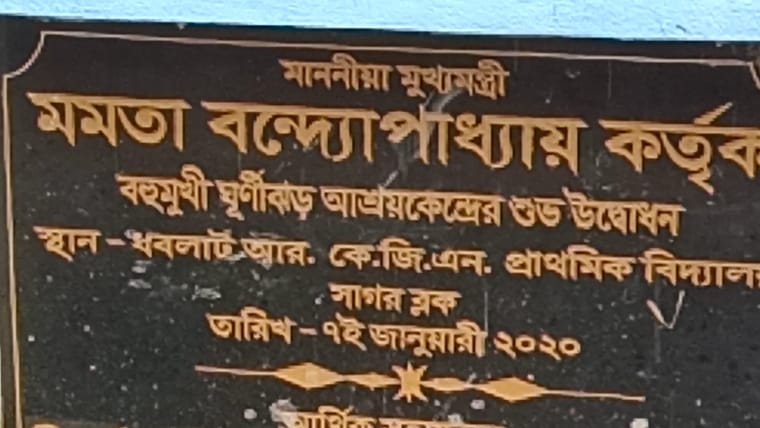 মাননীয়া মুখ্যমন্ত্রী
মমতা বন্দ্যোপাধ্যায় কর্তৃক
বহুমুখী ঘূর্ণীঝড় আশ্রয়কেন্দ্রের শুভ উদ্বোধন
স্থান - ধবলাট আর. কে.জি.এন. প্রাথমিক বিদ্যালয়
সাগর ব্লক
তারিখ - ৭ই জানুয়ারী ২০২০
আর্থিক